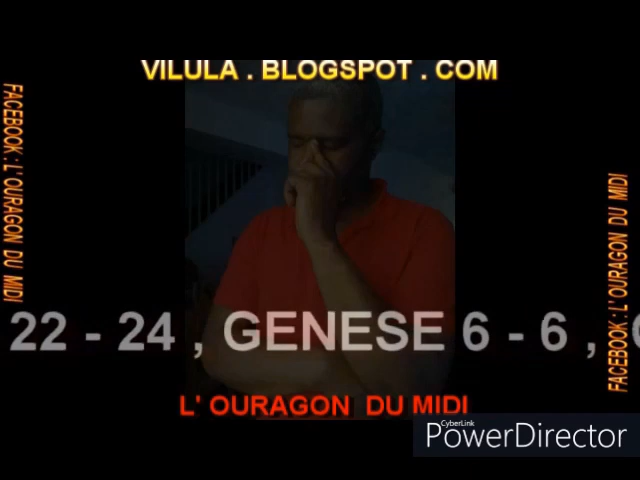 VILULA . BLOGSPOT . COM
FACEBOOK : L' OURAGON DU MIDI
FACEBOOK : L' OURAGON DU MIDI
22 - 24 , GENESE 6 - 6 ,
L' OURAGON DU MIDI
CyberLink
PowerDirector